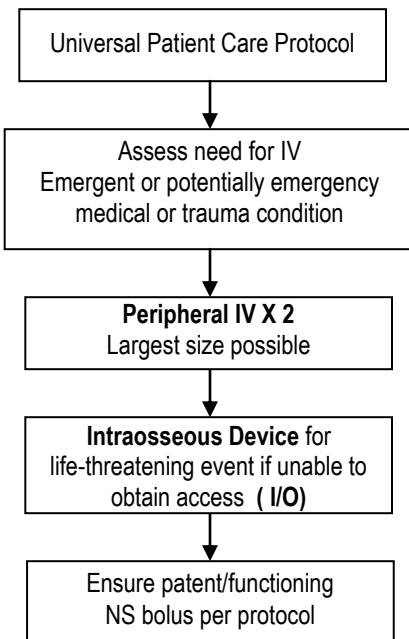 Universal Patient Care Protocol
Assess need for IV
Emergent or potentially emergency
medical or trauma condition
Peripheral IV X 2
Largest size possible
Intraosseous Device for
life-threatening event if unable to
obtain access ( I/O)
Ensure patent/functioning
NS bolus per protocol